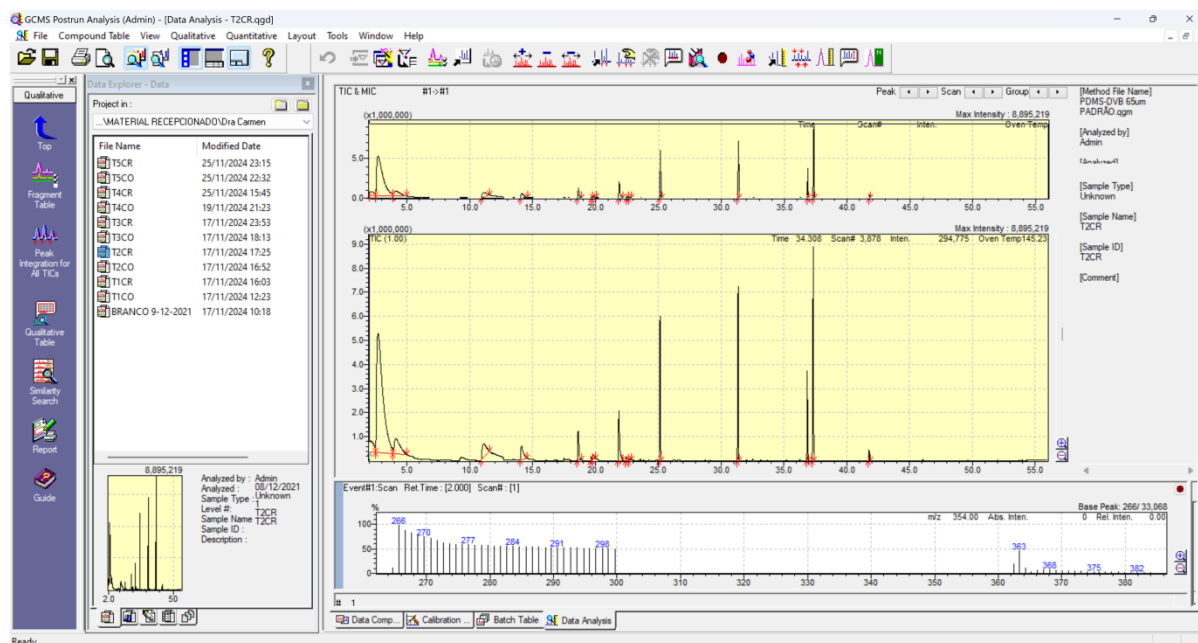 GCMS Postrun Analysis (Admin) - [Data Analysis - T2CR.qgd]
File Compound Table View Qualitative Quantitative Layout Tools Window Help
Qualitative
Top
Fragment
Table
Peak
Integration for
All TICs
Qualitative
Table
Similarity
Search
Report
Guide
Data Explorer - Data
Project in :
...\MATERIAL RECEPCIONADO\Dra Carmen
File Name Modified Date
T5CR 25/11/2024 23:15
T5CO 25/11/2024 22:32
T4CR 25/11/2024 15:45
T4CO 19/11/2024 21:23
T3CR 17/11/2024 23:53
T3CO 17/11/2024 18:13
T2CR 17/11/2024 17:25
T2CO 17/11/2024 16:52
T1CR 17/11/2024 16:03
T1CO 17/11/2024 12:23
BRANCO 9-12-2021 17/11/2024 10:18
8,895,219
2.0 50
Analyzed by : Admin
Analyzed : 08/12/2021
Sample Type : Unknown
Level #: 1
Sample Name T2CR
Sample ID : T2CR
Description :
TIC & MIC #1->#1 Peak Scan Group
(x1,000,000) Max Intensity : 8,895,219
Time Scan# Inten. Oven Temp
5.0
0.0
5.0 10.0 15.0 20.0 25.0 30.0 35.0 40.0 45.0 50.0 55.0
(x1,000,000) Max Intensity : 8,895,219
TIC (1.00) Time 34.308 Scan# 3,878 Inten. 294,775 Oven Temp145.23
9.0
8.0
7.0
6.0
5.0
4.0
3.0
2.0
1.0
5.0 10.0 15.0 20.0 25.0 30.0 35.0 40.0 45.0 50.0 55.0
Event#1:Scan Ret.Time : [2.000] Scan# : [1]
% Base Peak: 266/ 33,068
m/z 354.00 Abs. Inten. 0 Rel. Inten. 0.00
100
50
0
266 270 277 284 291 298 363 368 375 382
270 280 290 300 310 320 330 340 350 360 370 380
# 1
Data Comp... Calibration ... Batch Table Data Analysis
[Method File Name]
PDMS-DVB 65um
PADRÃO.qgm
[Analyzed by]
Admin
[Analyzed]
[Sample Type]
Unknown
[Sample Name]
T2CR
[Sample ID]
T2CR
[Comment]
Ready